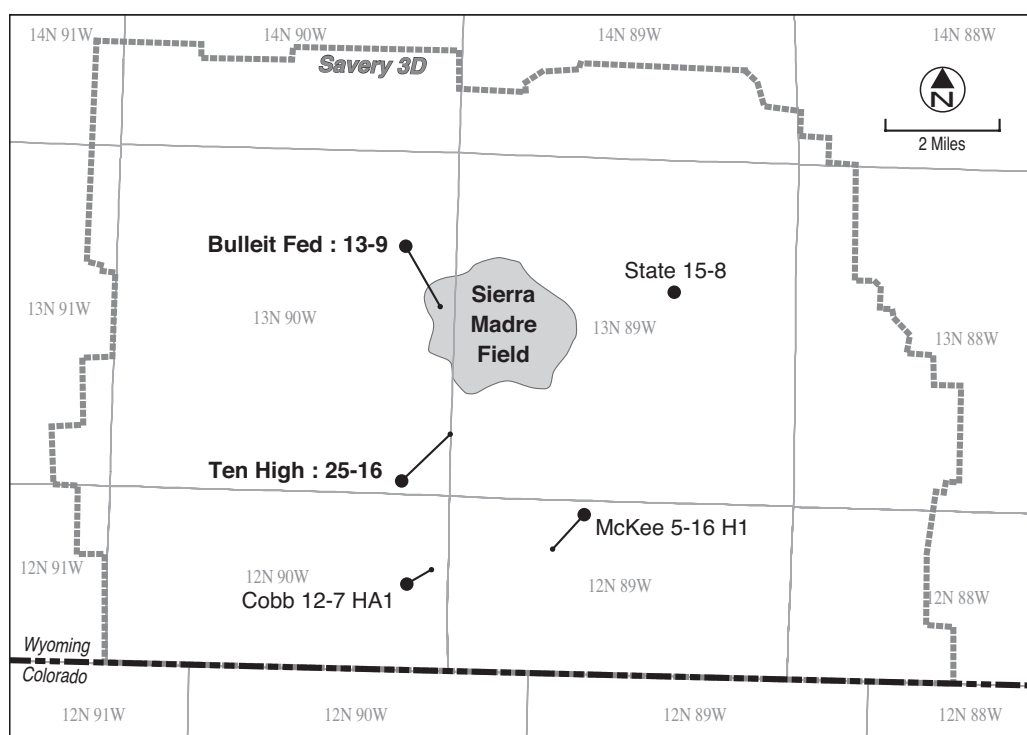 14N 91W
14N 90W
14N 89W
14N 88W
Savery 3D
N
2 Miles
Bulleit Fed : 13-9
State 15-8
13N 91W
13N 90W
Sierra
Madre
Field
13N 89W
13N 88W
Ten High : 25-16
McKee 5-16 H1
12N 91W
12N 90W
12N 89W
12N 88W
Cobb 12-7 HA1
Wyoming
Colorado
12N 91W
12N 90W
12N 89W
12N 88W